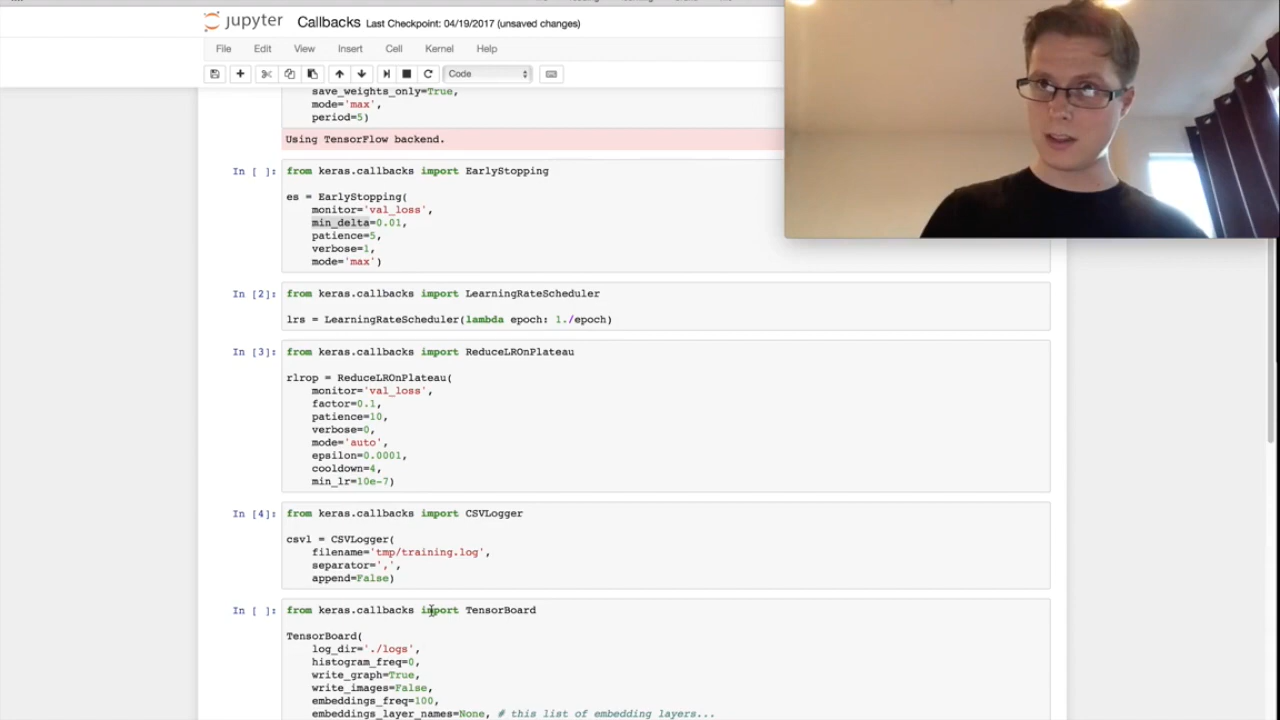 jupyter Callbacks Last Checkpoint: 04/19/2017 (unsaved changes)
File Edit View Insert Cell Kernel Help
Code
save_weights_only=True,
mode='max',
period=5)
Using TensorFlow backend.
In [ ]: from keras.callbacks import EarlyStopping
es = EarlyStopping(
monitor='val_loss',
min_delta=0.01,
patience=5,
verbose=1,
mode='max')
In [2]: from keras.callbacks import LearningRateScheduler
lrs = LearningRateScheduler(lambda epoch: 1./epoch)
In [3]: from keras.callbacks import ReduceLROnPlateau
rlrop = ReduceLROnPlateau(
monitor='val_loss',
factor=0.1,
patience=10,
verbose=0,
mode='auto',
epsilon=0.0001,
cooldown=4,
min_lr=10e-7)
In [4]: from keras.callbacks import CSVLogger
csvl = CSVLogger(
filename='tmp/training.log',
separator=',',
append=False)
In [ ]: from keras.callbacks import TensorBoard
TensorBoard(
log_dir='./logs',
histogram_freq=0,
write_graph=True,
write_images=False,
embeddings_freq=100,
embeddings_layer_names=None, # this list of embedding layers...